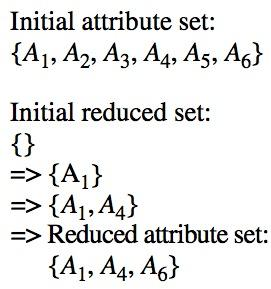 Initial attribute set:
{A₁, A₂, A₃, A₄, A₅, A₆}
Initial reduced set:
{}
=> {A₁}
=> {A₁, A₄}
=> Reduced attribute set:
{A₁, A₄, A₆}